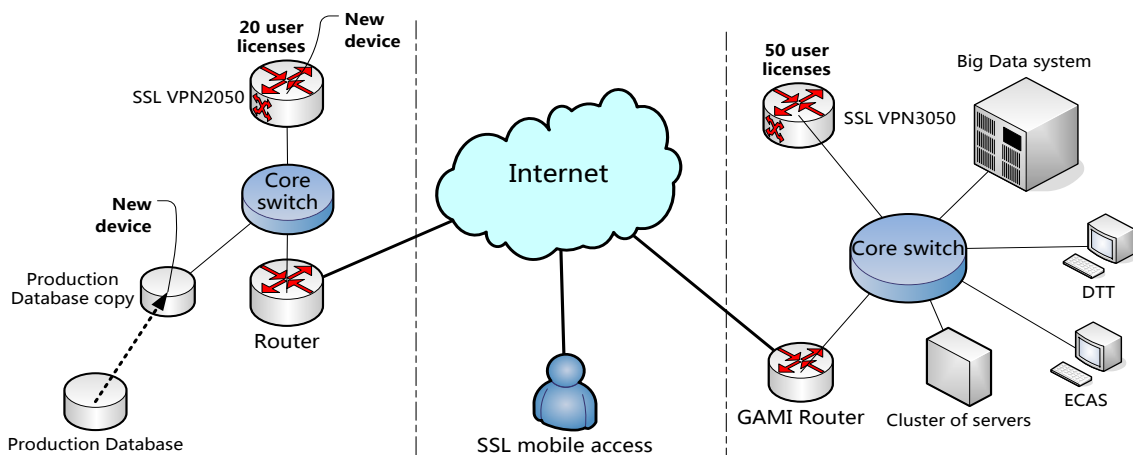 20 user
licenses
New
device
SSL VPN2050
Core
switch
New
device
Production
Database copy
Router
Production Database
Internet
SSL mobile access
50 user
licenses
SSL VPN3050
Big Data system
Core switch
DTT
ECAS
Cluster of servers
GAMI Router